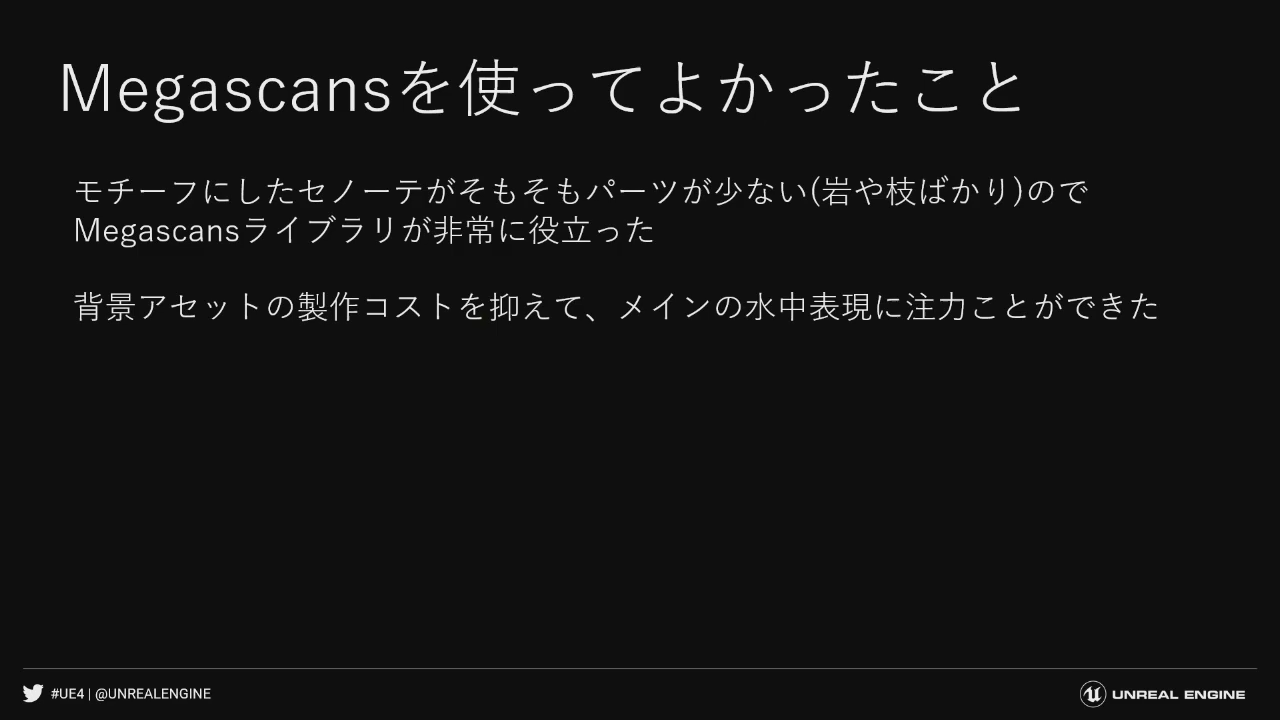 Megascansを使ってよかったこと
モチーフにしたセノーテがそもそもパーツが少ない(岩や枝ばかり)ので
Megascansライブラリが非常に役立った
背景アセットの製作コストを抑えて、メインの水中表現に注力ことができた
#UE4 | @UNREALENGINE
UNREAL ENGINE